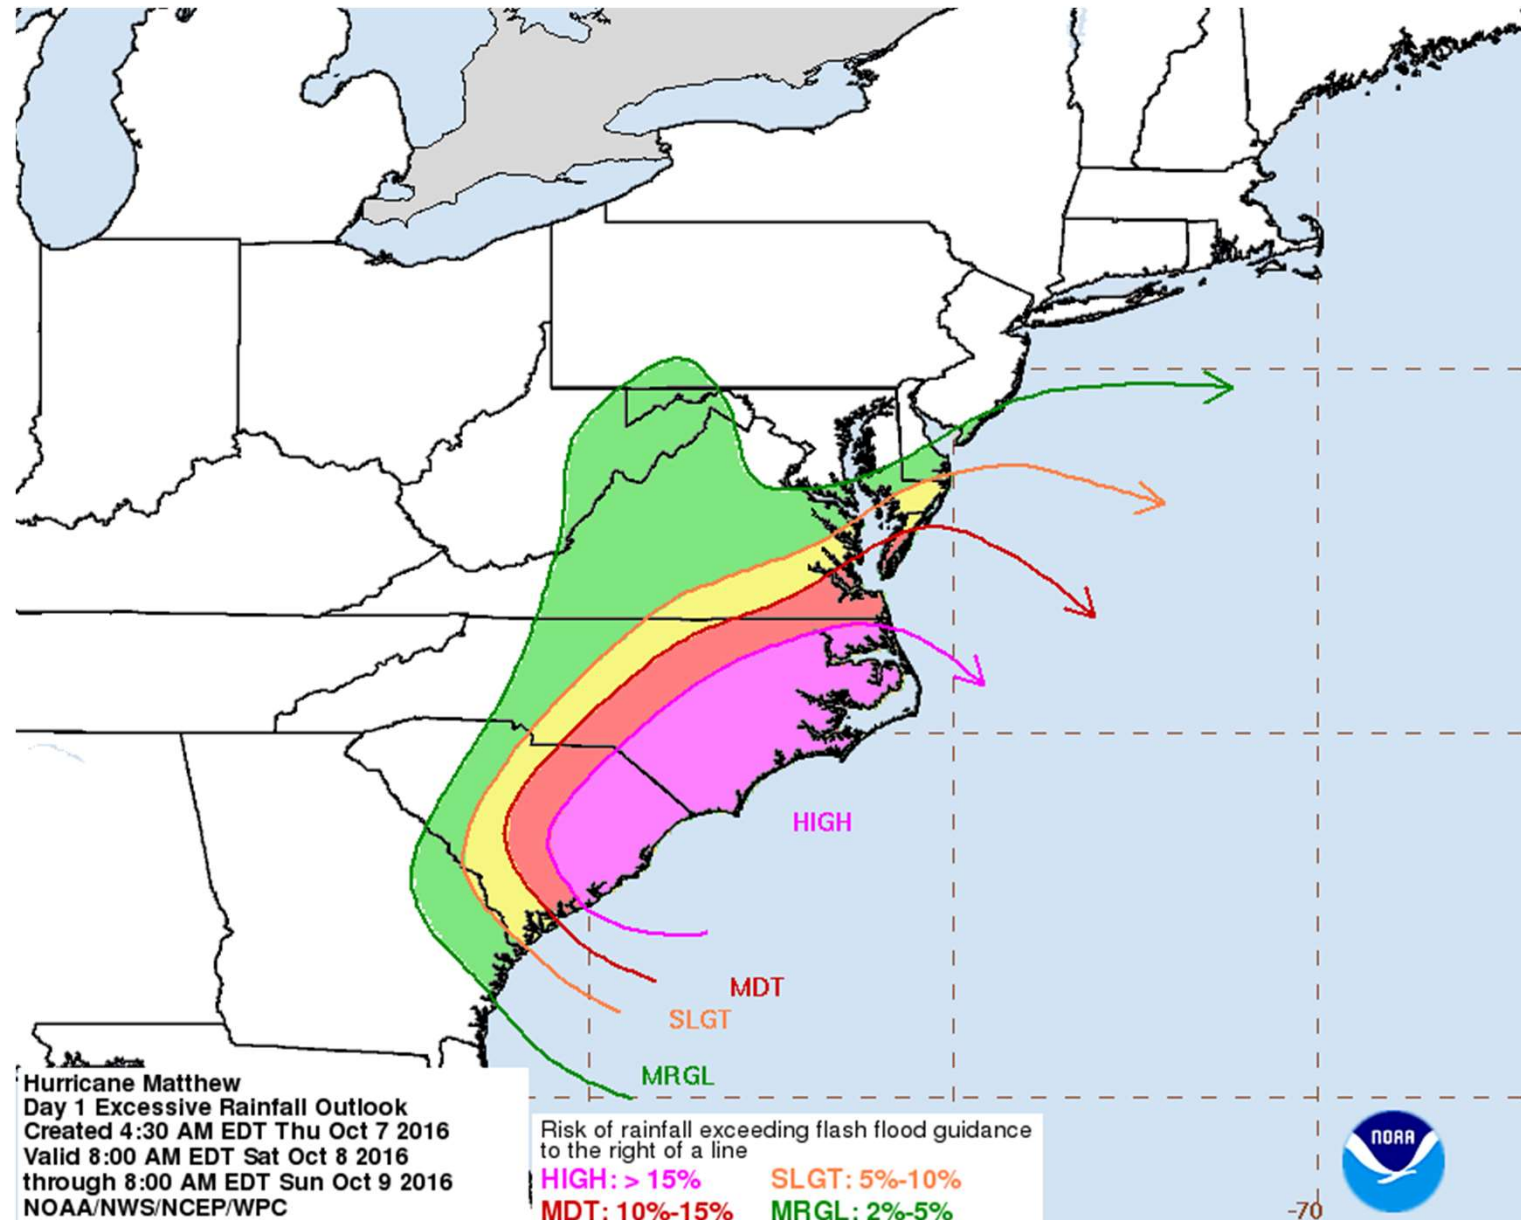 HIGH
MDT
SLGT
MRGL
Hurricane Matthew
Day 1 Excessive Rainfall Outlook
Created 4:30 AM EDT Thu Oct 7 2016
Valid 8:00 AM EDT Sat Oct 8 2016
through 8:00 AM EDT Sun Oct 9 2016
NOAA/NWS/NCEP/WPC
Risk of rainfall exceeding flash flood guidance
to the right of a line
HIGH: > 15% SLGT: 5%-10%
MDT: 10%-15% MRGL: 2%-5%
NOAA
-70